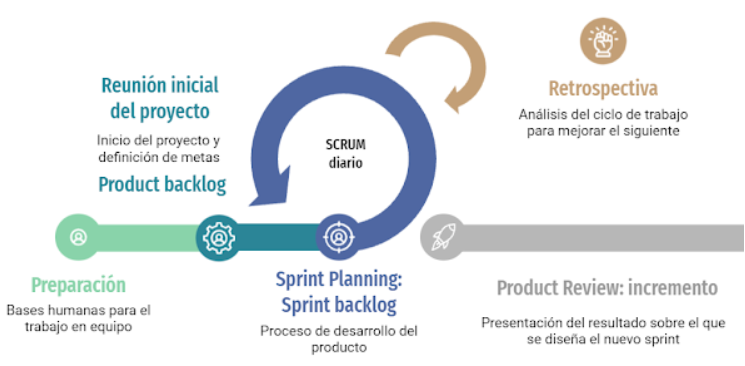 Reunión inicial
del proyecto
Inicio del proyecto y
definición de metas
Product backlog
SCRUM
diario
Retrospectiva
Análisis del ciclo de trabajo
para mejorar el siguiente
Preparación
Bases humanas para el
trabajo en equipo
Sprint Planning:
Sprint backlog
Proceso de desarrollo del
producto
Product Review: incremento
Presentación del resultado sobre el que
se diseña el nuevo sprint